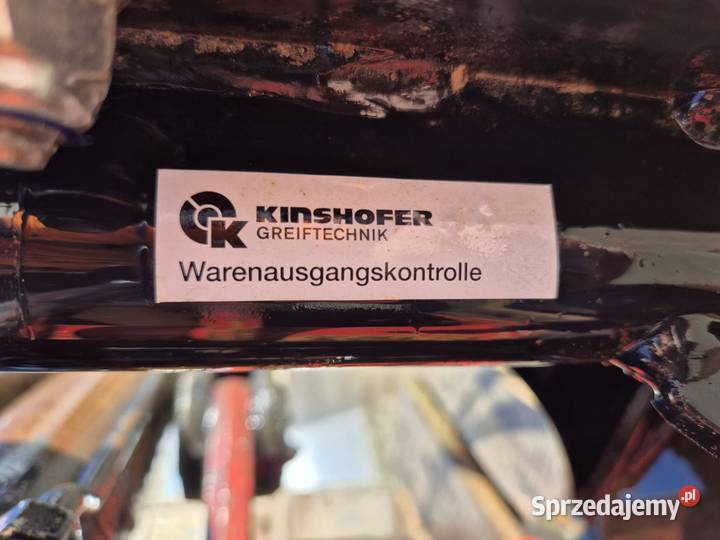 KINSHOFER
GREIFTECHNIK
Warenausgangskontrolle
Sprzedajemy.pl